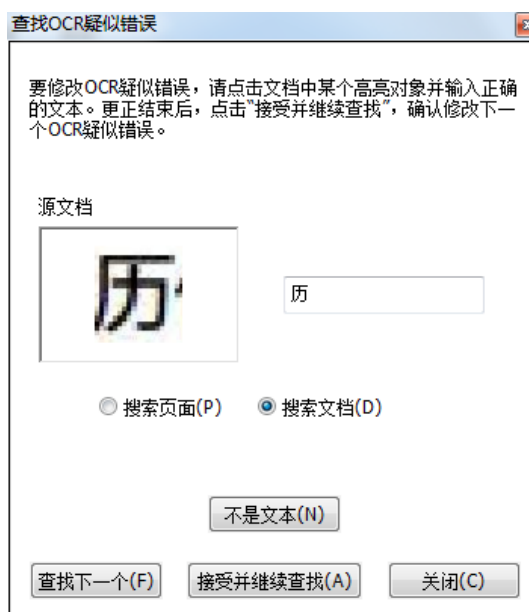 查找OCR疑似错误
要修改OCR疑似错误，请点击文档中某个高亮对象并输入正确
的文本。更正结束后，点击“接受并继续查找”，确认修改下一
个OCR疑似错误。
源文档
历
历
搜索页面(P) 搜索文档(D)
不是文本(N)
查找下一个(F) 接受并继续查找(A) 关闭(C)